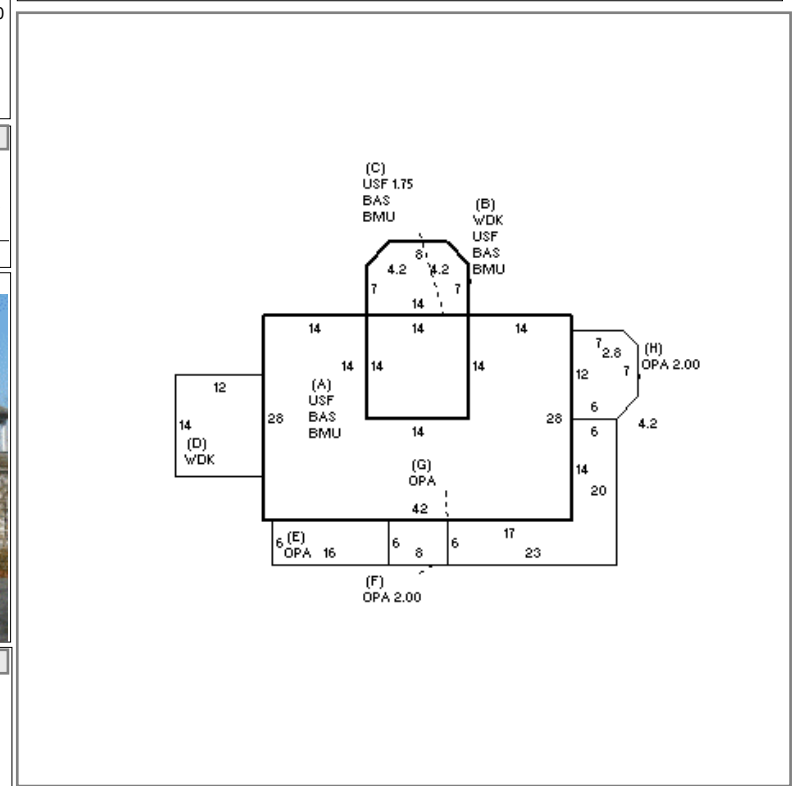 (C)
USF 1.75
BAS
BMU
(B)
WDK
USF
BAS
BMU
8
4.2 4.2
7 7
14
14 14 14
14 14 14
(A)
USF
BAS
BMU
28 28
14
12
14
(D)
WDK
7
2.8
12 7
6
(H)
OPA 2.00
4.2
6
14
20
(G)
OPA
42
6 (E)
OPA 16
6
8
6
17
23
(F)
OPA 2.00